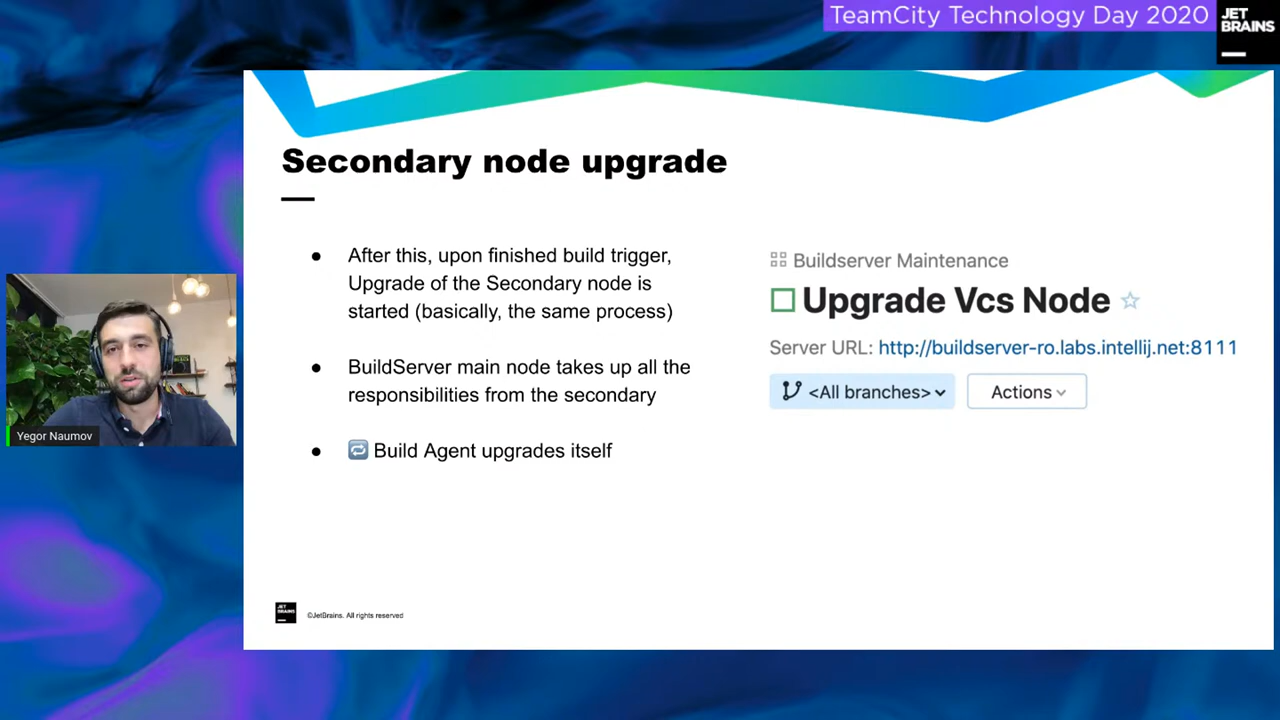 TeamCity Technology Day 2020
JET
BRAINS
Secondary node upgrade
● After this, upon finished build trigger,
Upgrade of the Secondary node is
started (basically, the same process)
● BuildServer main node takes up all the
responsibilities from the secondary
● 🔁 Build Agent upgrades itself
Buildserver Maintenance
Upgrade Vcs Node
Server URL: http://buildserver-ro.labs.intellij.net:8111
<All branches>
Actions
Yegor Naumov
JET
BRAINS
©JetBrains. All rights reserved